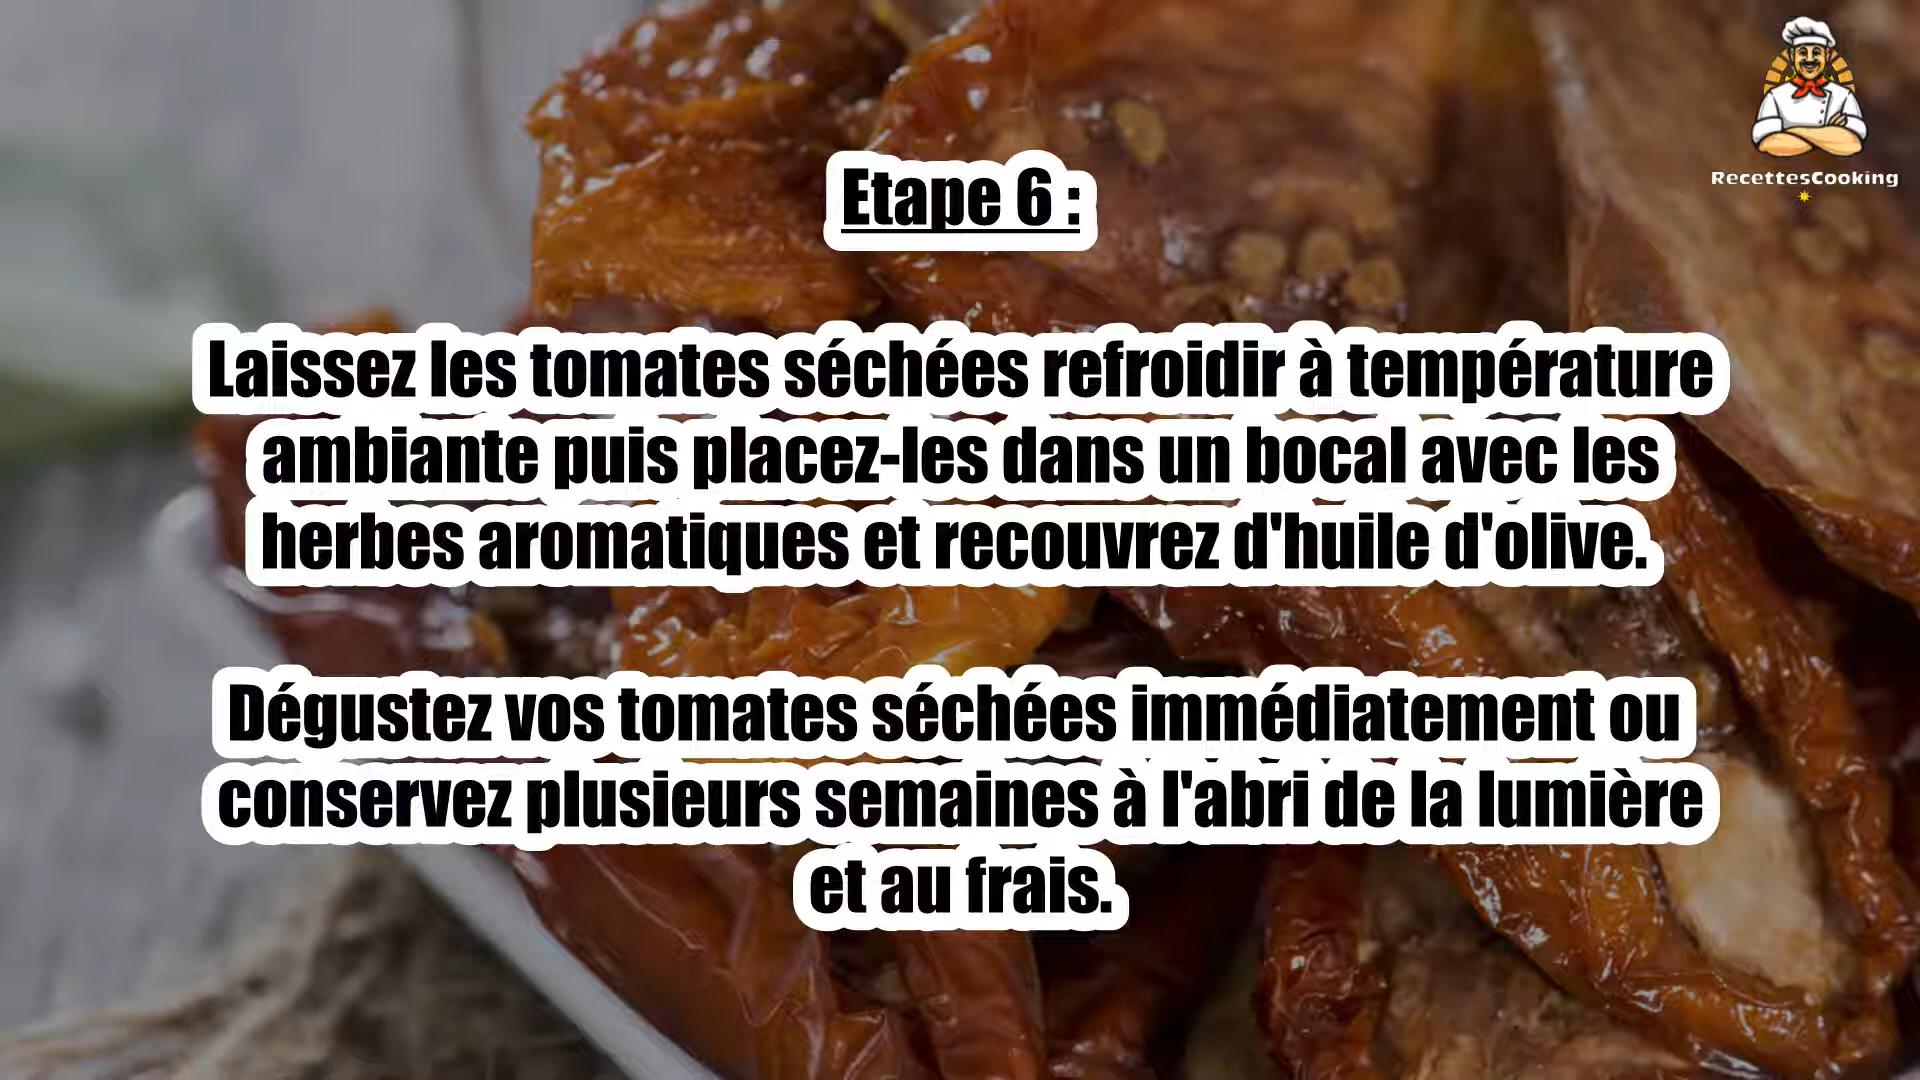 RecettesCooking
Etape 6 :
Laissez les tomates séchées refroidir à température
ambiante puis placez-les dans un bocal avec les
herbes aromatiques et recouvrez d'huile d'olive.
Dégustez vos tomates séchées immédiatement ou
conservez plusieurs semaines à l'abri de la lumière
et au frais.